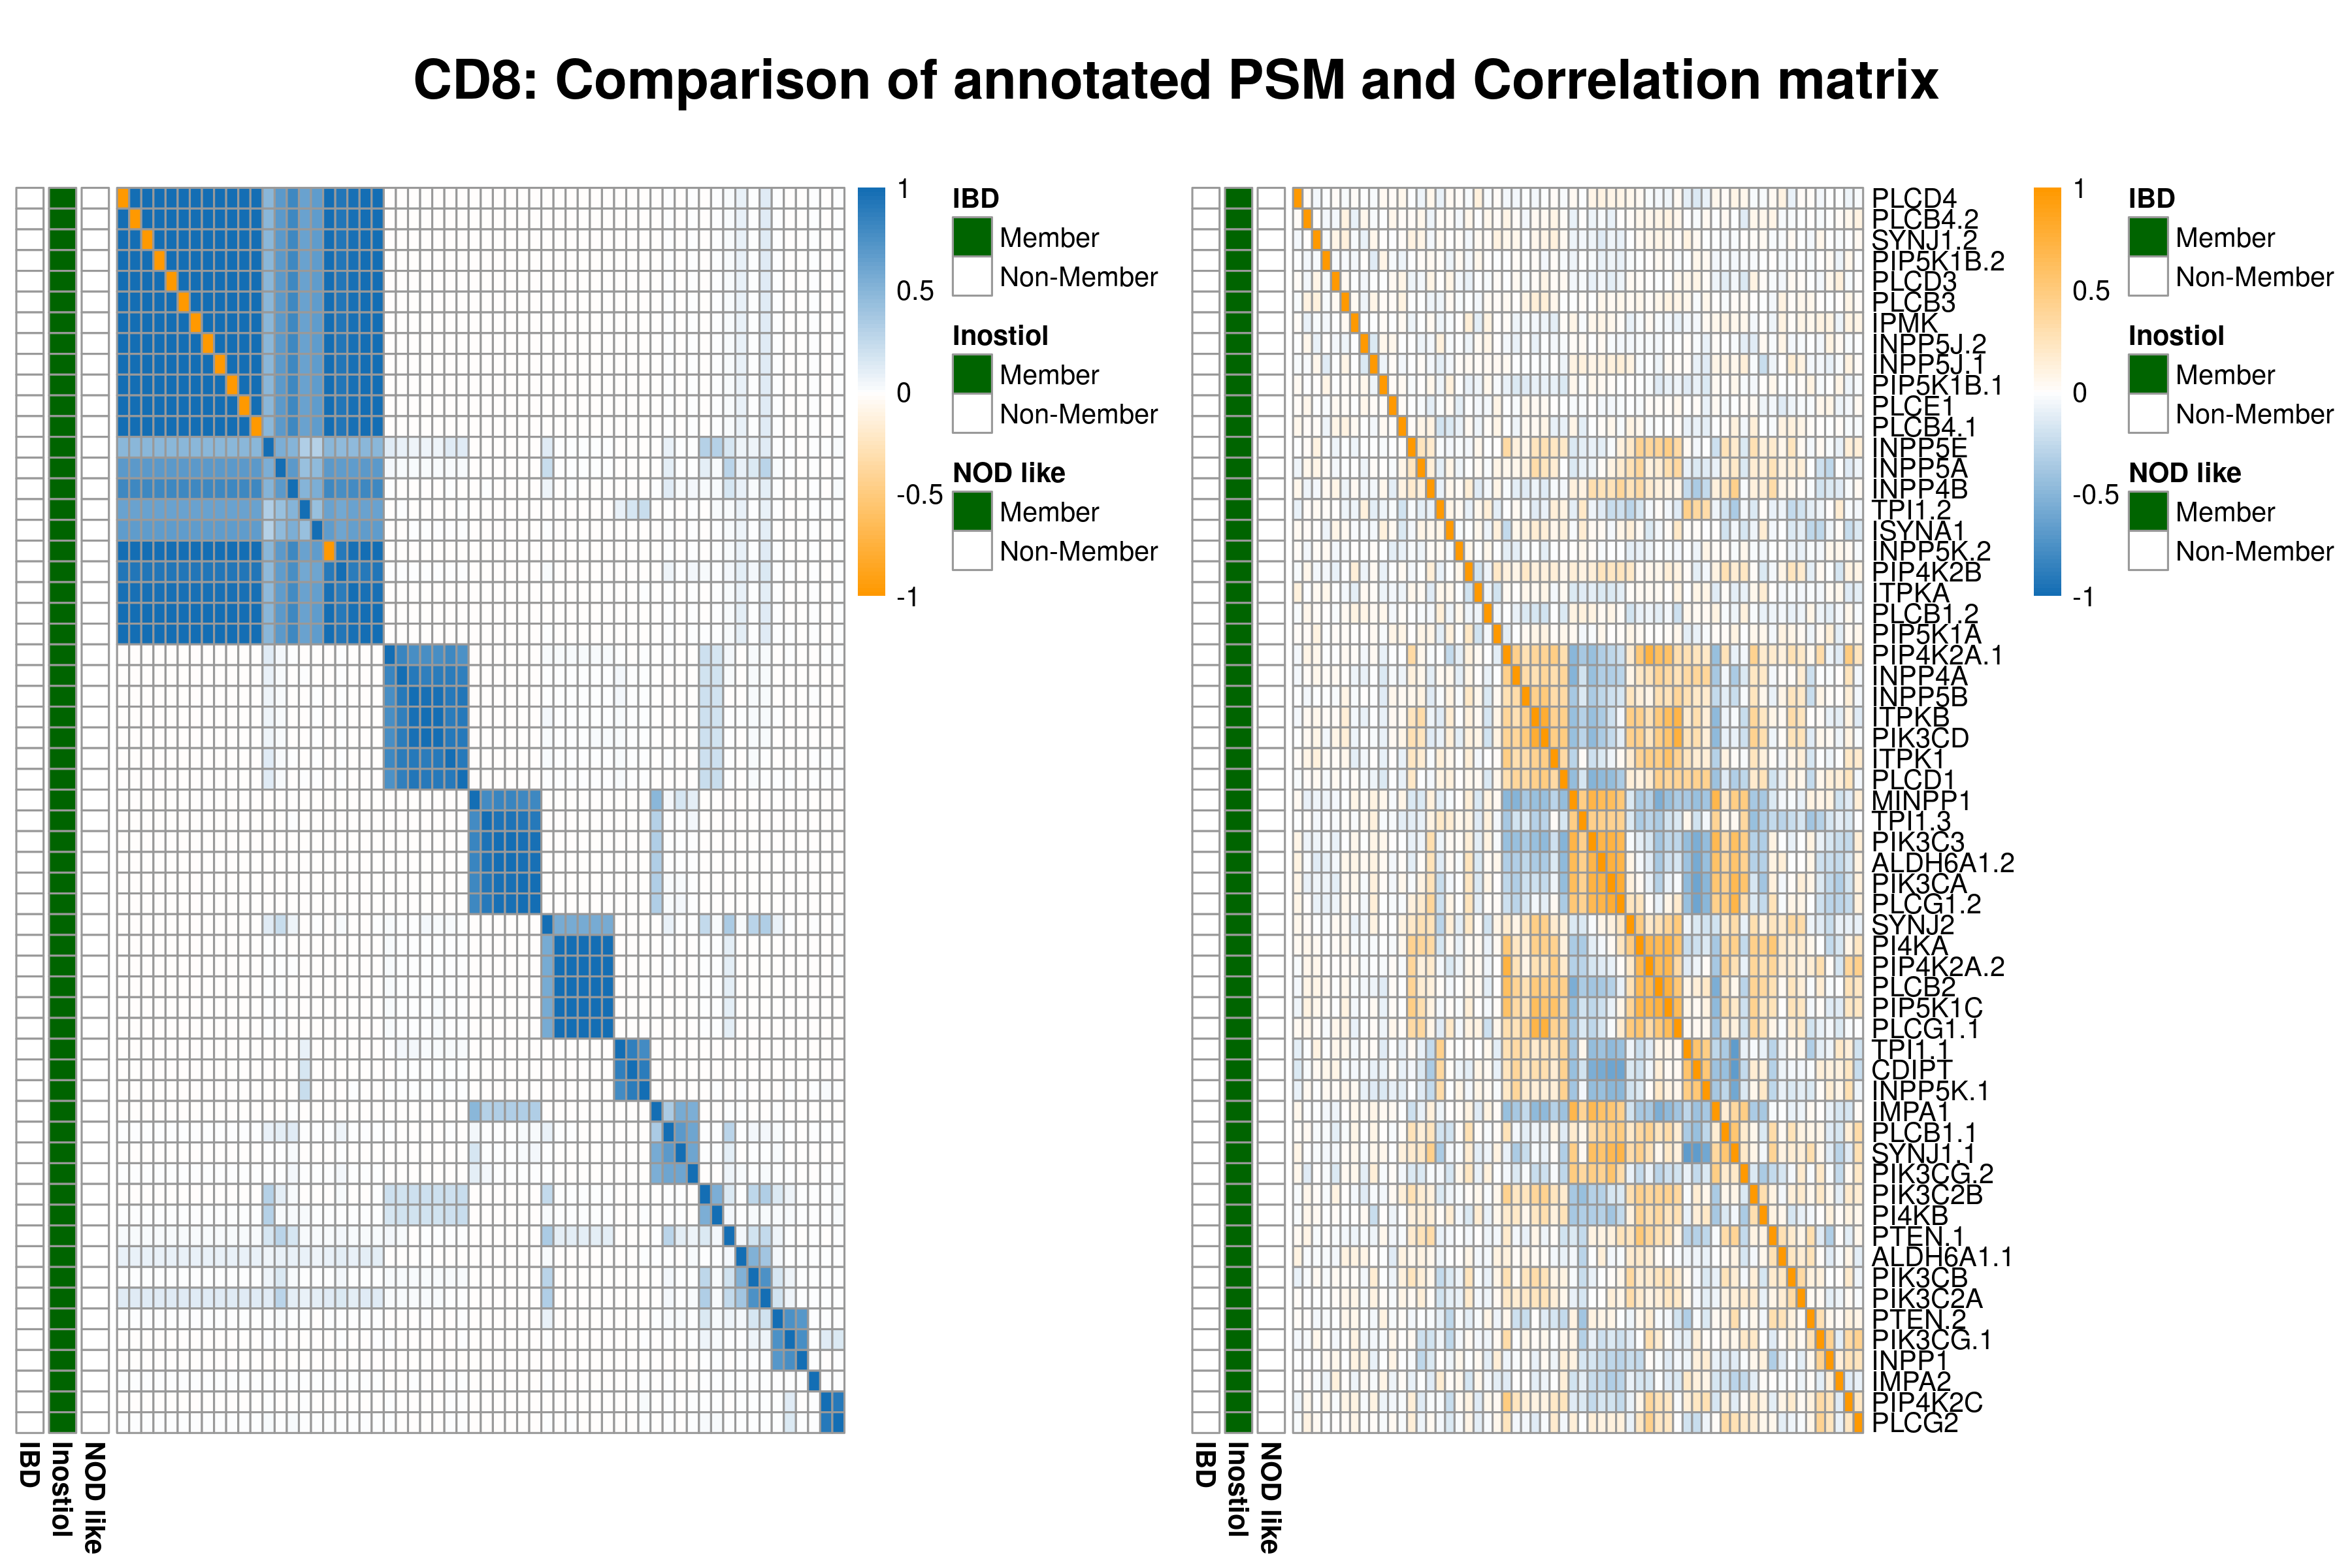 CD8: Comparison of annotated PSM and Correlation matrix
1
0.5
0
-0.5
-1
IBD
Member
Non-Member
Inostiol
Member
Non-Member
NOD like
Member
Non-Member
IBD
Inostiol
NOD like
PLCD4
PLCB4.2
SYNJ1.2
PIP5K1B.2
PLCD3
PLCB3
IPMK
INPP5J.2
INPP5J.1
PIP5K1B.1
PLCE1
PLCB4.1
INPP5E
INPP5A
INPP4B
TPI1.2
ISYNA1
INPP5K.2
PIP4K2B
ITPKA
PLCB1.2
PIP5K1A
PIP4K2A.1
INPP4A
INPP5B
ITPKB
PIK3CD
ITPK1
PLCD1
MINPP1
TPI1.3
PIK3C3
ALDH6A1.2
PIK3CA
PLCG1.2
SYNJ2
PI4KA
PIP4K2A.2
PLCB2
PIP5K1C
PLCG1.1
TPI1.1
CDIPT
INPP5K.1
IMPA1
PLCB1.1
SYNJ1.1
PIK3CG.2
PIK3C2B
PI4KB
PTEN.1
ALDH6A1.1
PIK3CB
PIK3C2A
PTEN.2
PIK3CG.1
INPP1
IMPA2
PIP4K2C
PLCG2
1
0.5
0
-0.5
-1
IBD
Member
Non-Member
Inostiol
Member
Non-Member
NOD like
Member
Non-Member
IBD
Inostiol
NOD like